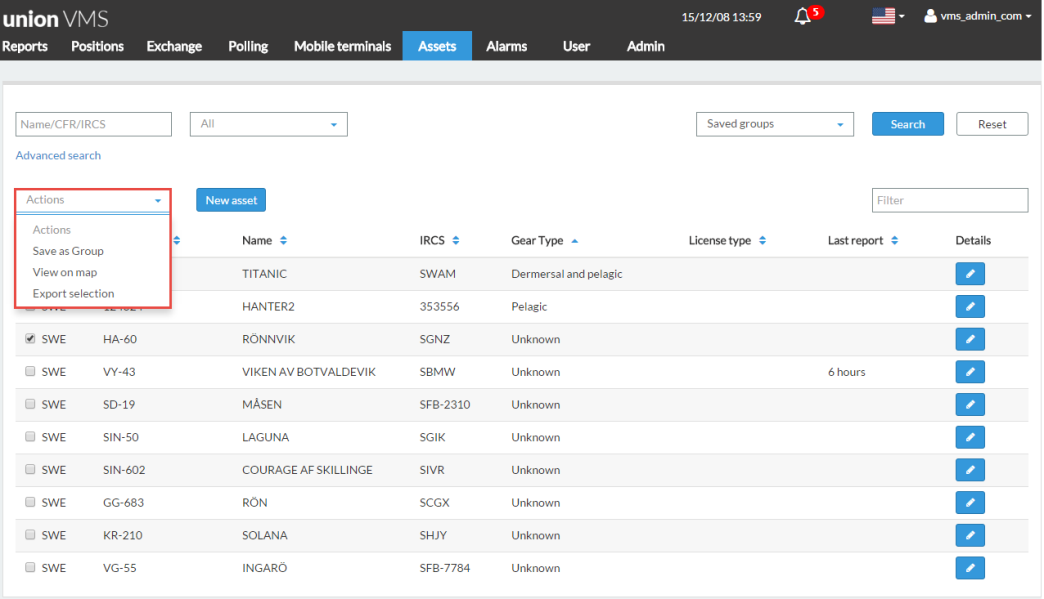 union VMS 15/12/08 13:59 5 vms_admin_com
Reports Positions Exchange Polling Mobile terminals Assets Alarms User Admin
Name/CFR/IRCS All Saved groups Search Reset
Advanced search
Actions New asset Filter
Actions
Save as Group
View on map
Export selection
Name IRCS Gear Type License type Last report Details
TITANIC SWAM Dermersal and pelagic
HANTER2 353556 Pelagic
SWE HA-60 RÖNNVIK SGNZ Unknown
SWE VY-43 VIKEN AV BOTVALDEVIK SBMW Unknown 6 hours
SWE SD-19 MÅSEN SFB-2310 Unknown
SWE SIN-50 LAGUNA SGIK Unknown
SWE SIN-602 COURAGE AF SKILLINGE SIVR Unknown
SWE GG-683 RÖN SCGX Unknown
SWE KR-210 SOLANA SHJY Unknown
SWE VG-55 INGARÖ SFB-7784 Unknown